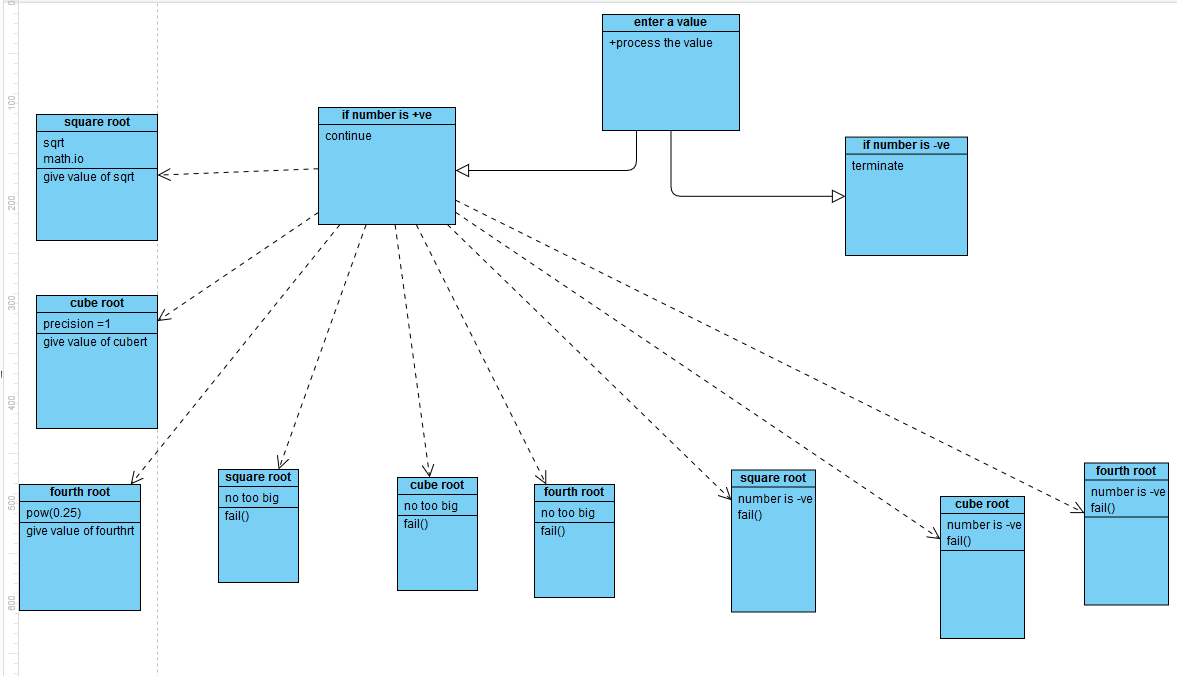 0
100
200
300
400
500
600
enter a value
+process the value
if number is +ve
continue
if number is -ve
terminate
square root
sqrt
math.io
give value of sqrt
cube root
precision =1
give value of cubert
fourth root
pow(0.25)
give value of fourthrt
square root
no too big
fail()
cube root
no too big
fail()
fourth root
no too big
fail()
square root
number is -ve
fail()
cube root
number is -ve
fail()
fourth root
number is -ve
fail()